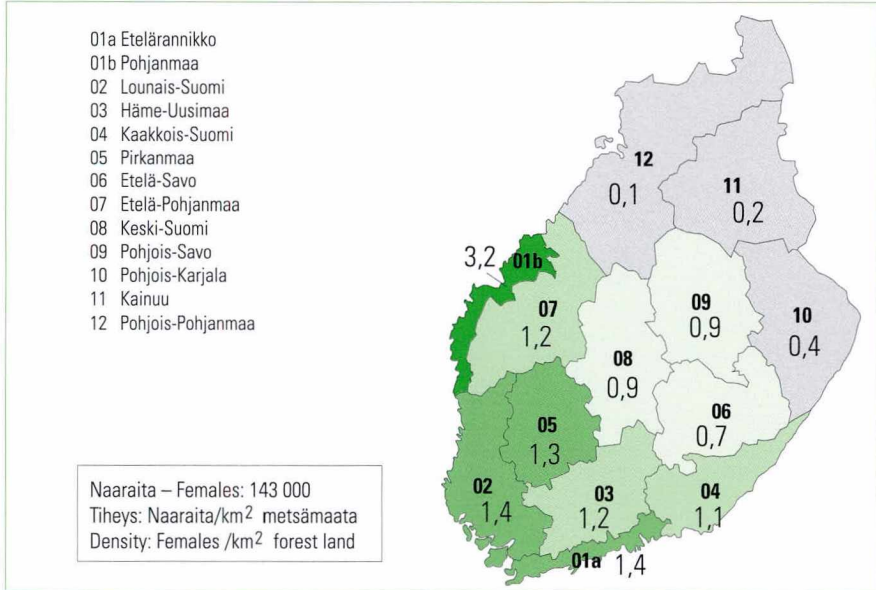 01a Etelärannikko
01b Pohjanmaa
02 Lounais-Suomi
03 Häme-Uusimaa
04 Kaakkois-Suomi
05 Pirkanmaa
06 Etelä-Savo
07 Etelä-Pohjanmaa
08 Keski-Suomi
09 Pohjois-Savo
10 Pohjois-Karjala
11 Kainuu
12 Pohjois-Pohjanmaa
12
0,1
11
0,2
3,2
01b
07
1,2
09
0,9
10
0,4
08
0,9
06
0,7
05
1,3
02
1,4
03
1,2
04
1,1
01a
1,4
Naaraita – Females: 143 000
Tiheys: Naaraita/km² metsämaata
Density: Females /km² forest land